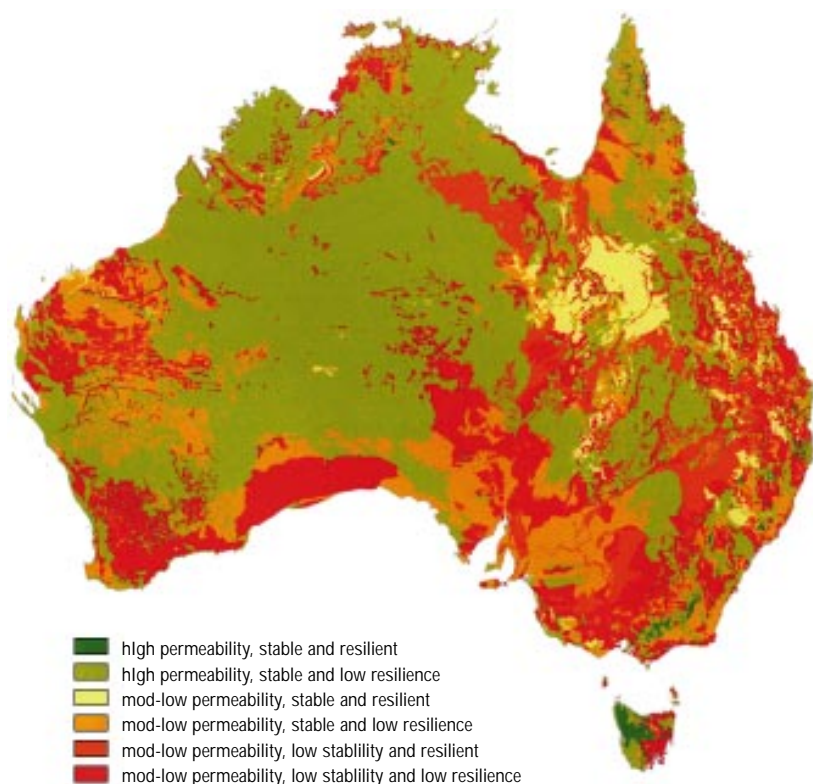 hIgh permeability, stable and resilient
hIgh permeability, stable and low resilience
mod-low permeability, stable and resilient
mod-low permeability, stable and low resilience
mod-low permeability, low stablility and resilient
mod-low permeability, low stablility and low resilience